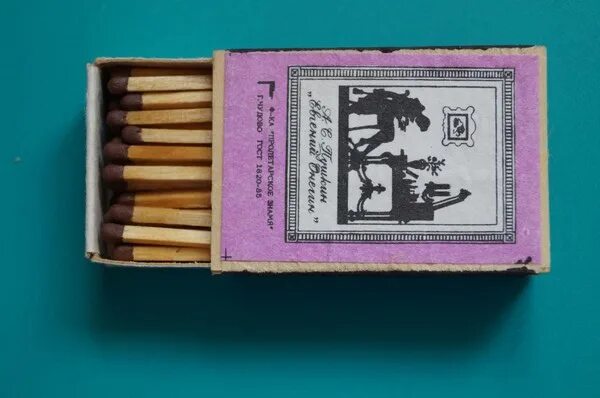 А. С. Пушкин
„Евгений Онегин"
Ф-КА "ПРОЛЕТАРСКОЕ ЗНАМЯ"
Г. ЧУДОВО ГОСТ 1820-85